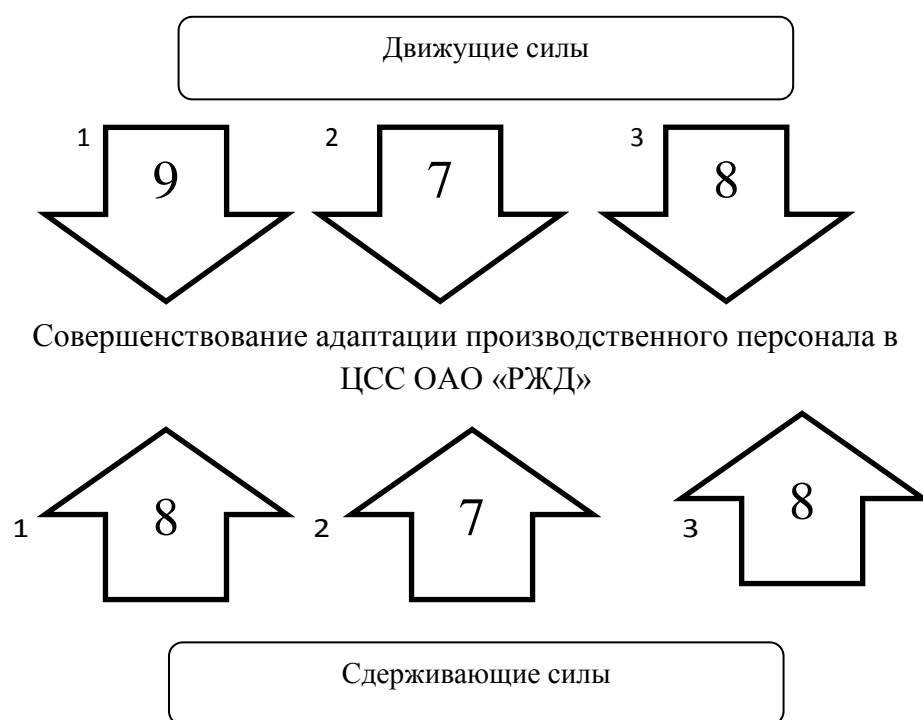 Движущие силы
1 2 3
9 7 8
Совершенствование адаптации производственного персонала в
ЦСС ОАО «РЖД»
8 7 8
1 2 3
Сдерживающие силы